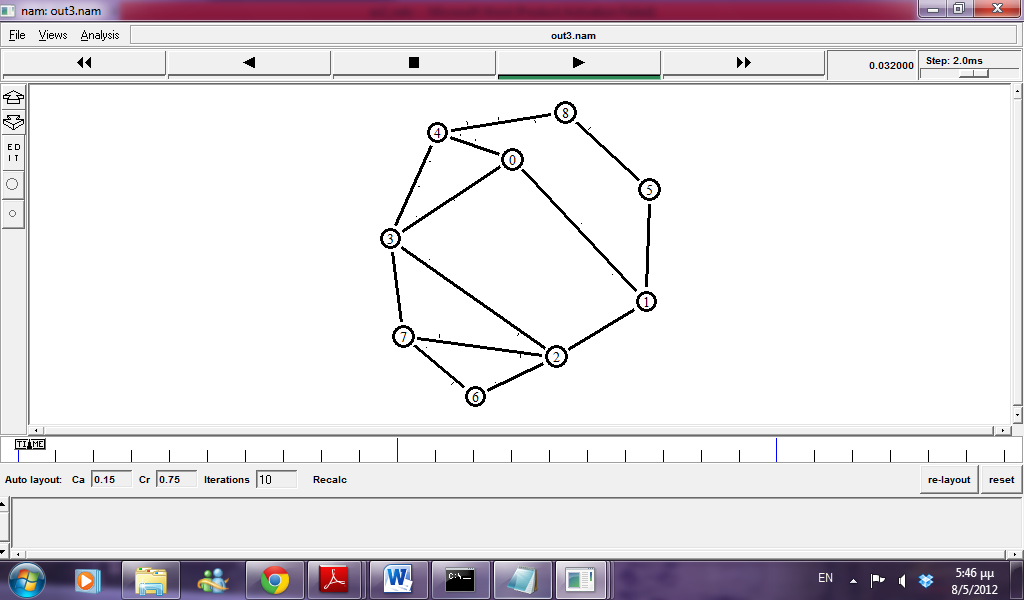 nam: out3.nam
File Views Analysis out3.nam
0.032000 Step: 2.0ms
8
4
0
5
ED
IT
3
1
7
2
6
TIME
Auto layout: Ca 0.15 Cr 0.75 Iterations 10 Recalc re-layout reset
C:\_
EN 5:46 μμ
8/5/2012